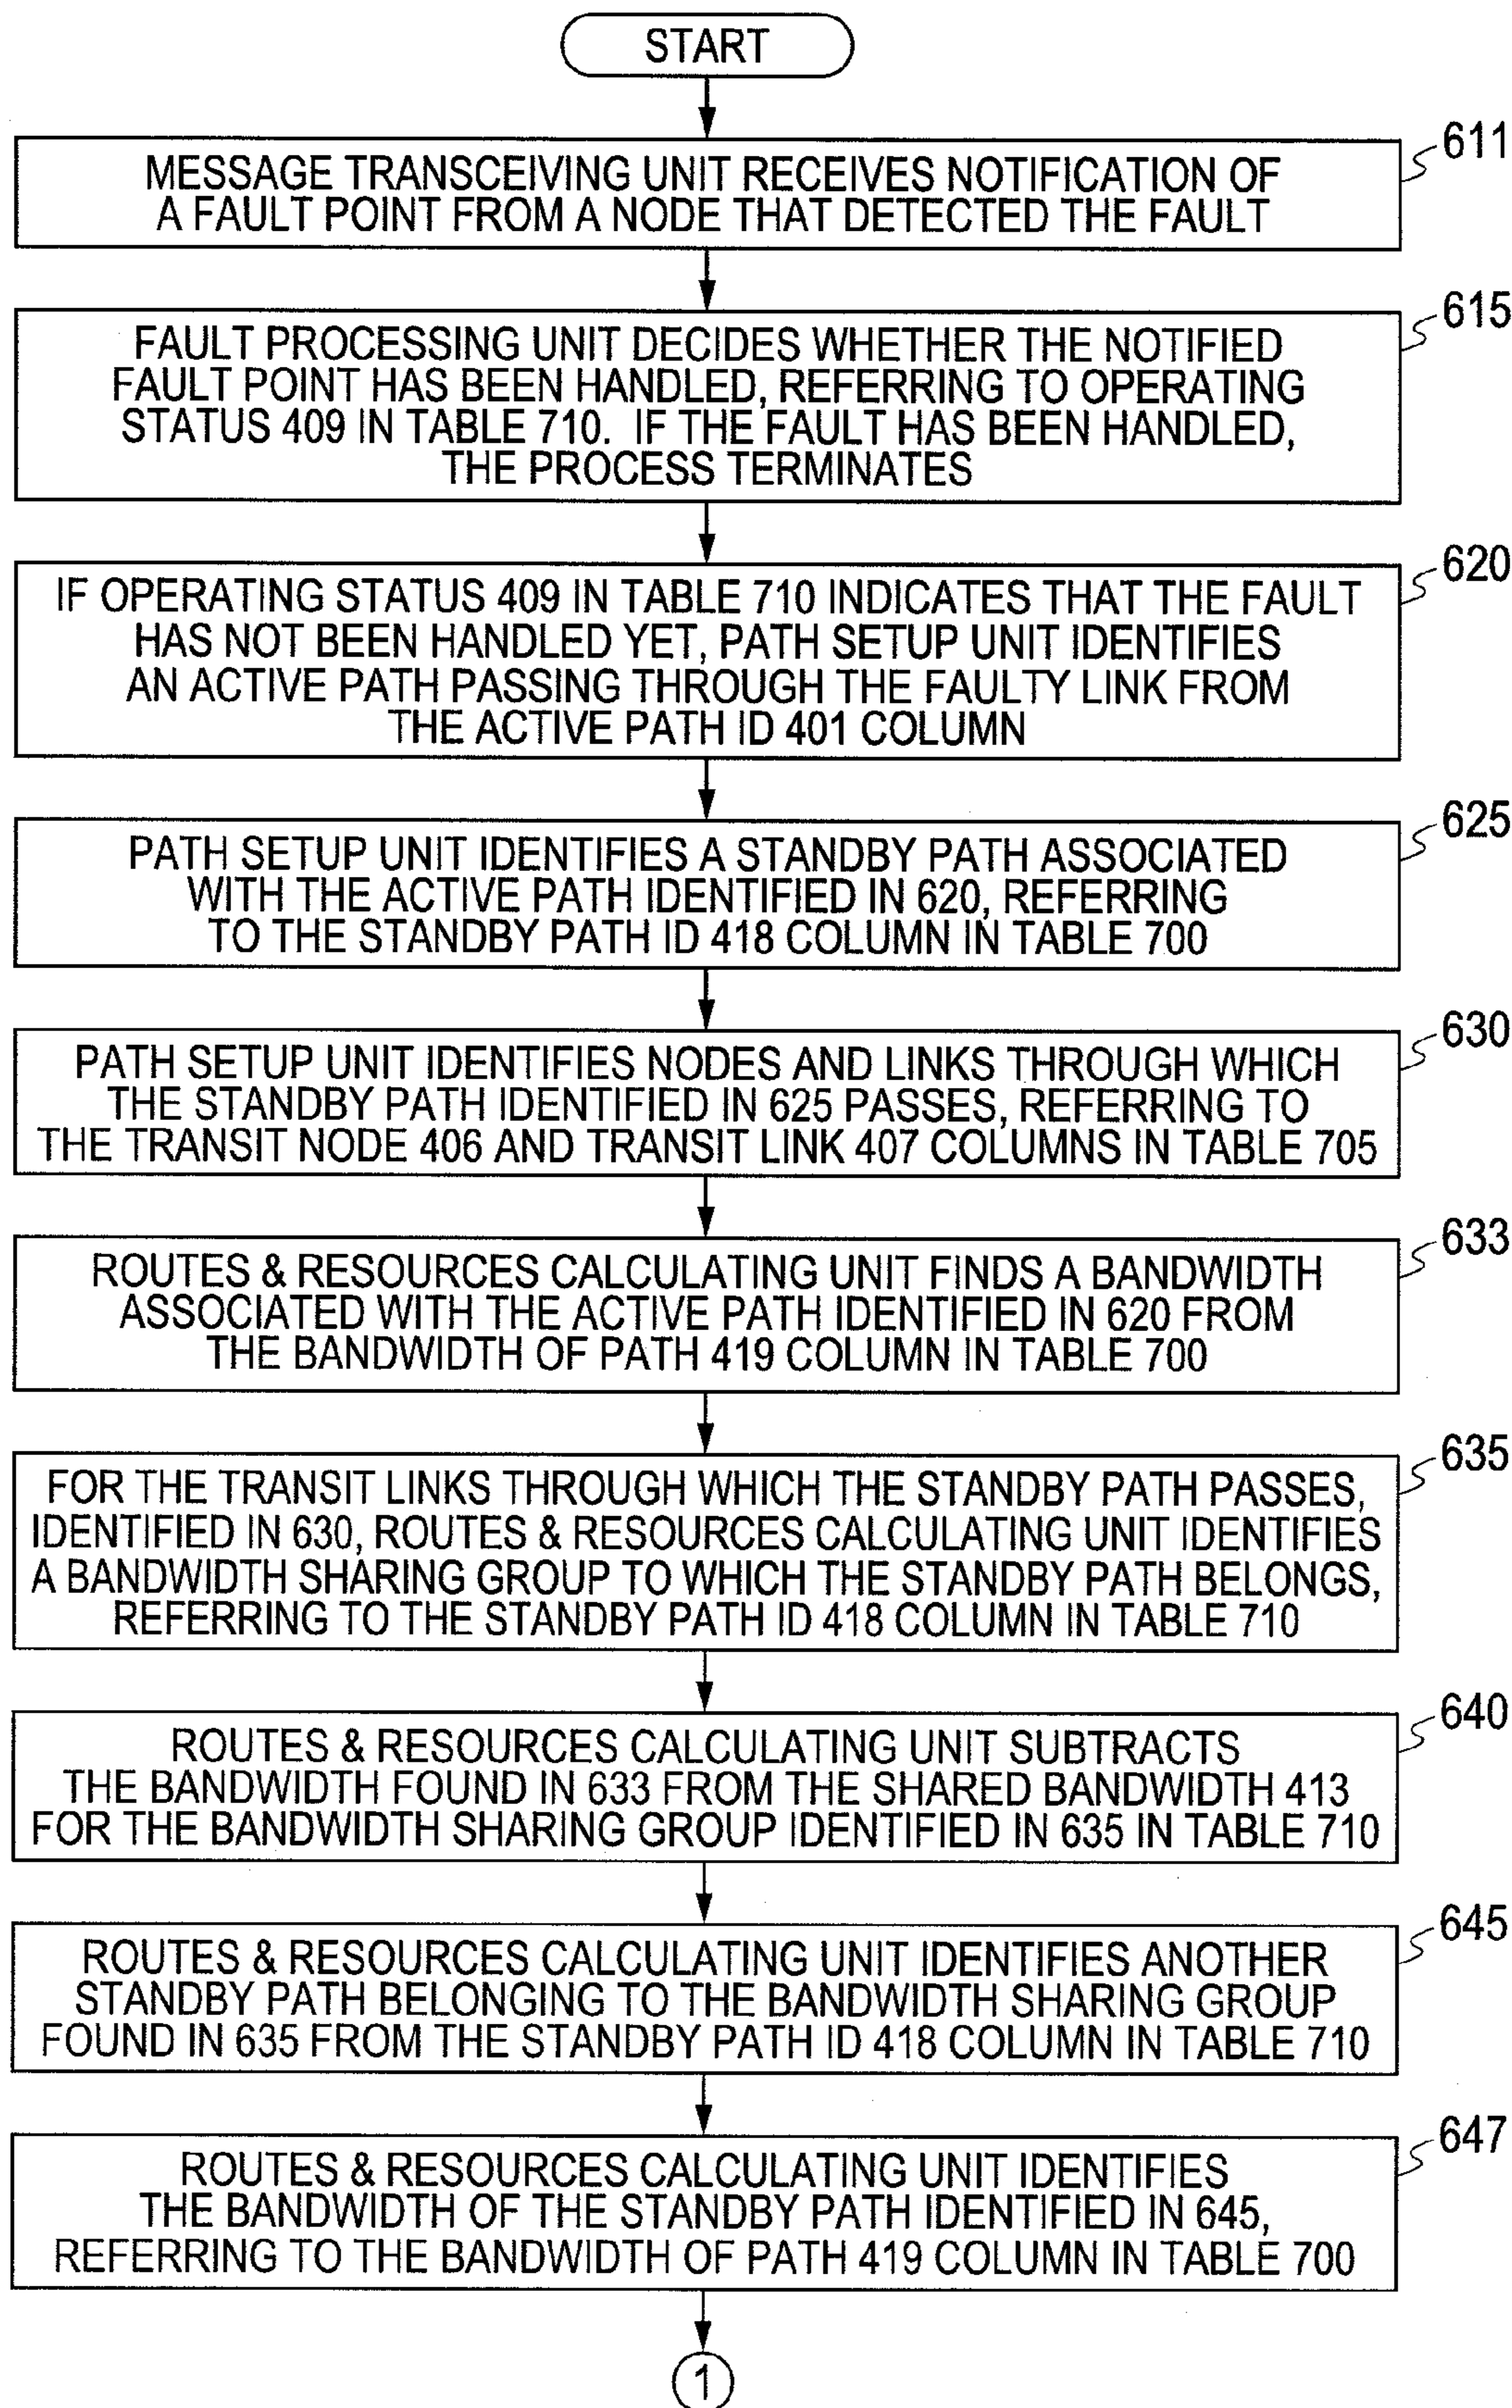 START
611
MESSAGE TRANSCEIVING UNIT RECEIVES NOTIFICATION OF
A FAULT POINT FROM A NODE THAT DETECTED THE FAULT
615
FAULT PROCESSING UNIT DECIDES WHETHER THE NOTIFIED
FAULT POINT HAS BEEN HANDLED, REFERRING TO OPERATING
STATUS 409 IN TABLE 710. IF THE FAULT HAS BEEN HANDLED,
THE PROCESS TERMINATES
620
IF OPERATING STATUS 409 IN TABLE 710 INDICATES THAT THE FAULT
HAS NOT BEEN HANDLED YET, PATH SETUP UNIT IDENTIFIES
AN ACTIVE PATH PASSING THROUGH THE FAULTY LINK FROM
THE ACTIVE PATH ID 401 COLUMN
625
PATH SETUP UNIT IDENTIFIES A STANDBY PATH ASSOCIATED
WITH THE ACTIVE PATH IDENTIFIED IN 620, REFERRING
TO THE STANDBY PATH ID 418 COLUMN IN TABLE 700
630
PATH SETUP UNIT IDENTIFIES NODES AND LINKS THROUGH WHICH
THE STANDBY PATH IDENTIFIED IN 625 PASSES, REFERRING TO
THE TRANSIT NODE 406 AND TRANSIT LINK 407 COLUMNS IN TABLE 705
633
ROUTES & RESOURCES CALCULATING UNIT FINDS A BANDWIDTH
ASSOCIATED WITH THE ACTIVE PATH IDENTIFIED IN 620 FROM
THE BANDWIDTH OF PATH 419 COLUMN IN TABLE 700
635
FOR THE TRANSIT LINKS THROUGH WHICH THE STANDBY PATH PASSES,
IDENTIFIED IN 630, ROUTES & RESOURCES CALCULATING UNIT IDENTIFIES
A BANDWIDTH SHARING GROUP TO WHICH THE STANDBY PATH BELONGS,
REFERRING TO THE STANDBY PATH ID 418 COLUMN IN TABLE 710
640
ROUTES & RESOURCES CALCULATING UNIT SUBTRACTS
THE BANDWIDTH FOUND IN 633 FROM THE SHARED BANDWIDTH 413
FOR THE BANDWIDTH SHARING GROUP IDENTIFIED IN 635 IN TABLE 710
645
ROUTES & RESOURCES CALCULATING UNIT IDENTIFIES ANOTHER
STANDBY PATH BELONGING TO THE BANDWIDTH SHARING GROUP
FOUND IN 635 FROM THE STANDBY PATH ID 418 COLUMN IN TABLE 710
647
ROUTES & RESOURCES CALCULATING UNIT IDENTIFIES
THE BANDWIDTH OF THE STANDBY PATH IDENTIFIED IN 645,
REFERRING TO THE BANDWIDTH OF PATH 419 COLUMN IN TABLE 700
1